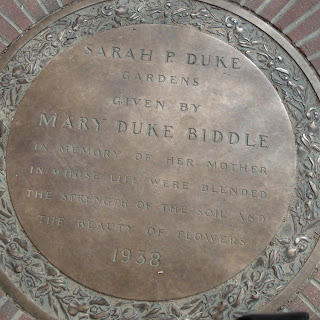 SARAH P. DUKE
GARDENS
GIVEN BY
MARY DUKE BIDDLE
IN MEMORY OF HER MOTHER
IN WHOSE LIFE WERE BLENDED
THE STRENGTH OF THE SOIL AND
THE BEAUTY OF FLOWERS
1938